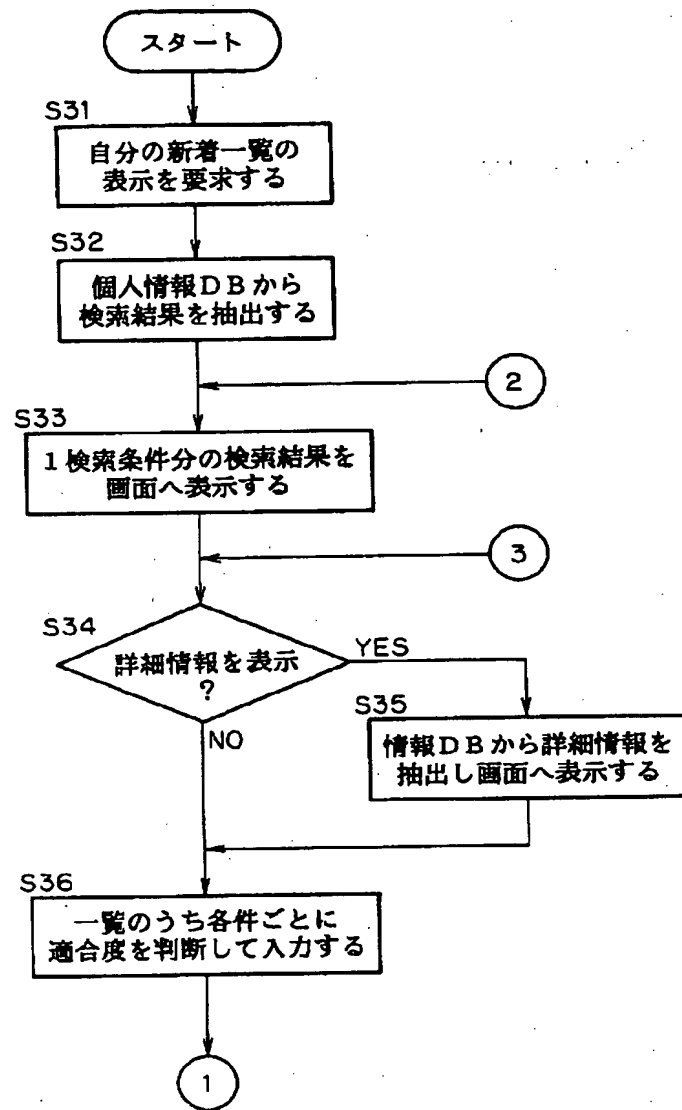 スタート
S31
自分の新着一覧の
表示を要求する
S32
個人情報DBから
検索結果を抽出する
2
S33
1検索条件分の検索結果を
画面へ表示する
3
S34
詳細情報を表示
?
YES
NO
S35
情報DBから詳細情報を
抽出し画面へ表示する
S36
一覧のうち各件ごとに
適合度を判断して入力する
1